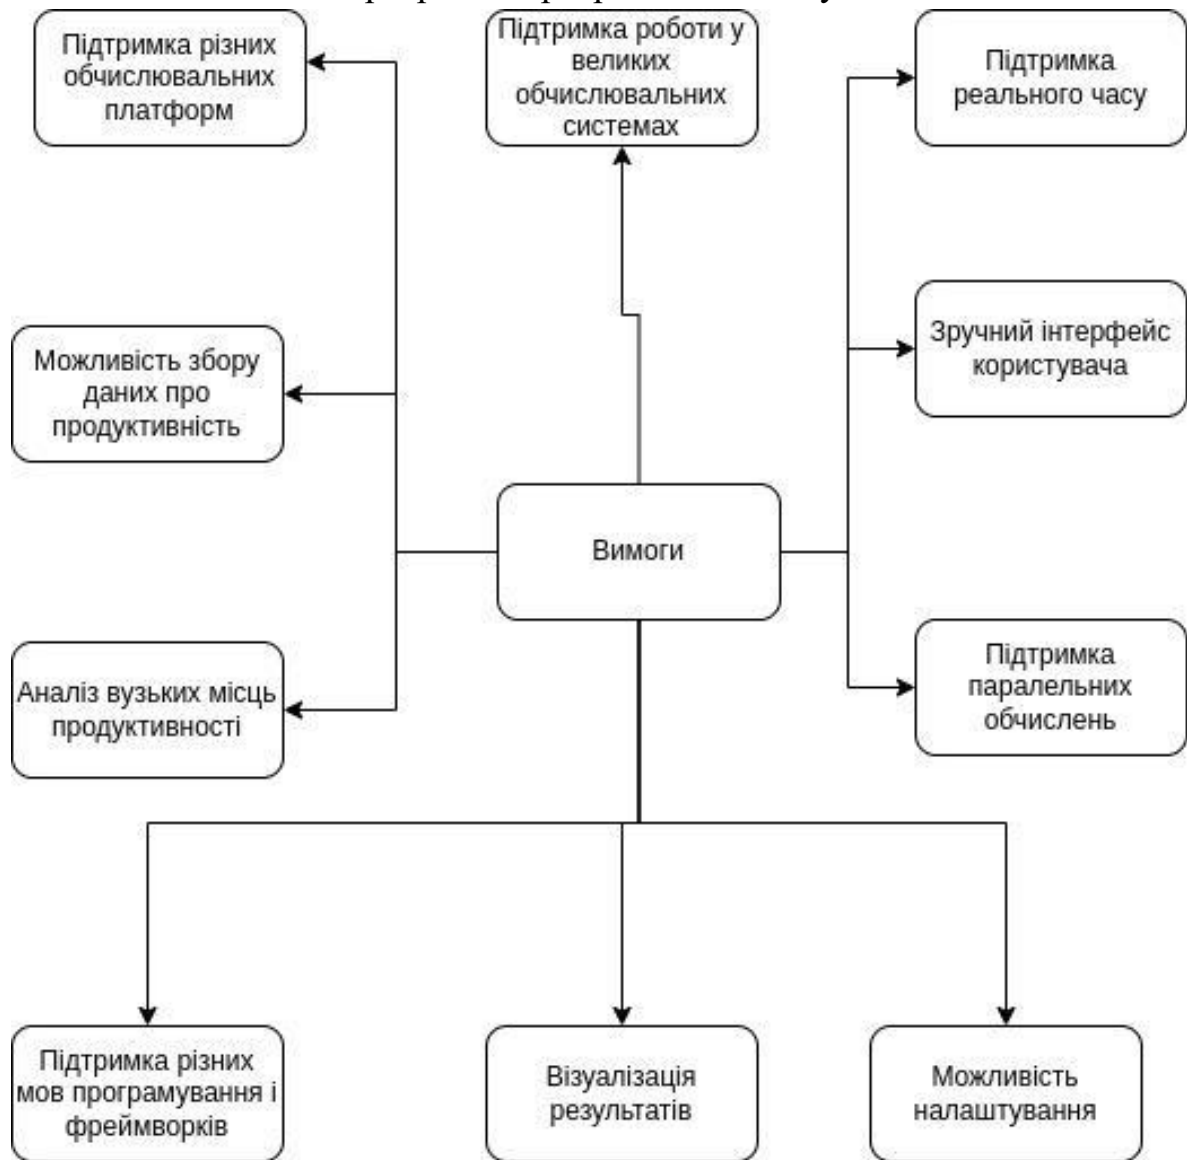 Підтримка різних
обчислювальних
платформ
Підтримка роботи у
великих
обчислювальних
системах
Підтримка
реального часу
Можливість збору
даних про
продуктивність
Зручний інтерфейс
користувача
Вимоги
Аналіз вузьких місць
продуктивності
Підтримка
паралельних
обчислень
Підтримка різних
мов програмування і
фреймворків
Візуалізація
результатів
Можливість
налаштування